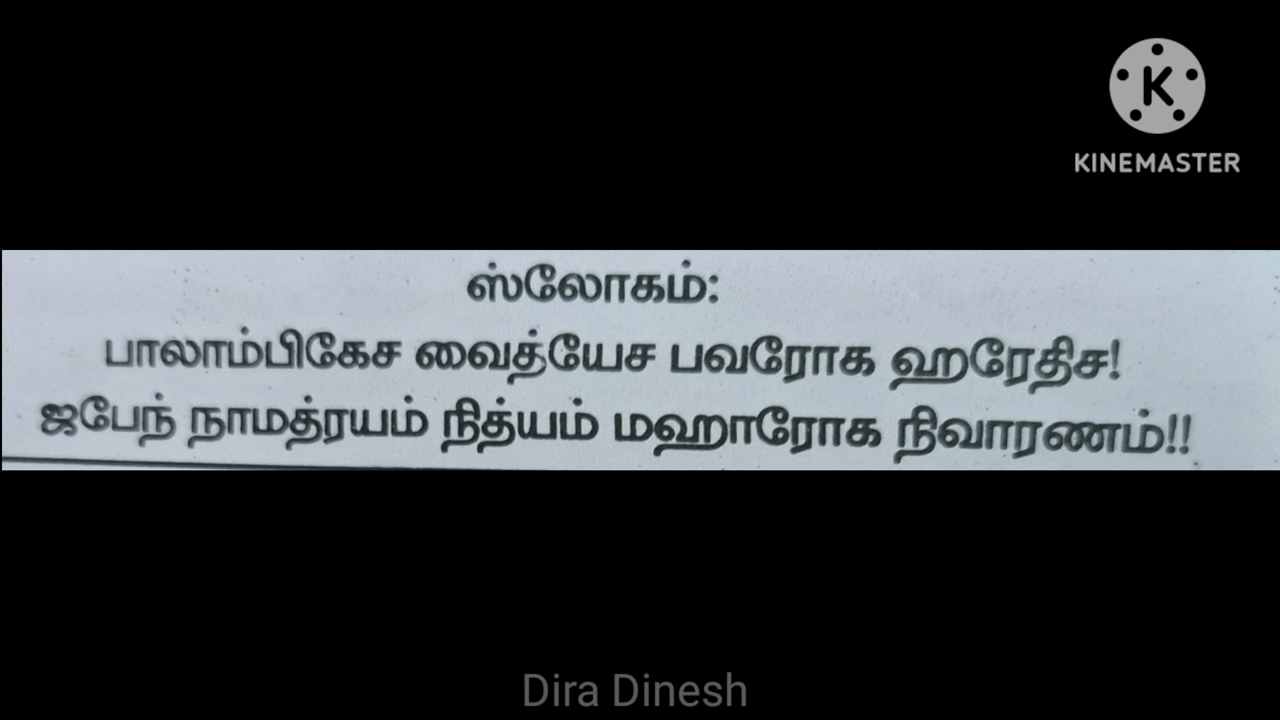 K
KINEMASTER
ஸ்லோகம்:
பாலாம்பிகேச வைத்யேச பவரோக ஹரேதிச!
ஜபேந் நாமத்ரயம் நித்யம் மஹாரோக நிவாரணம்!!
Dira Dinesh